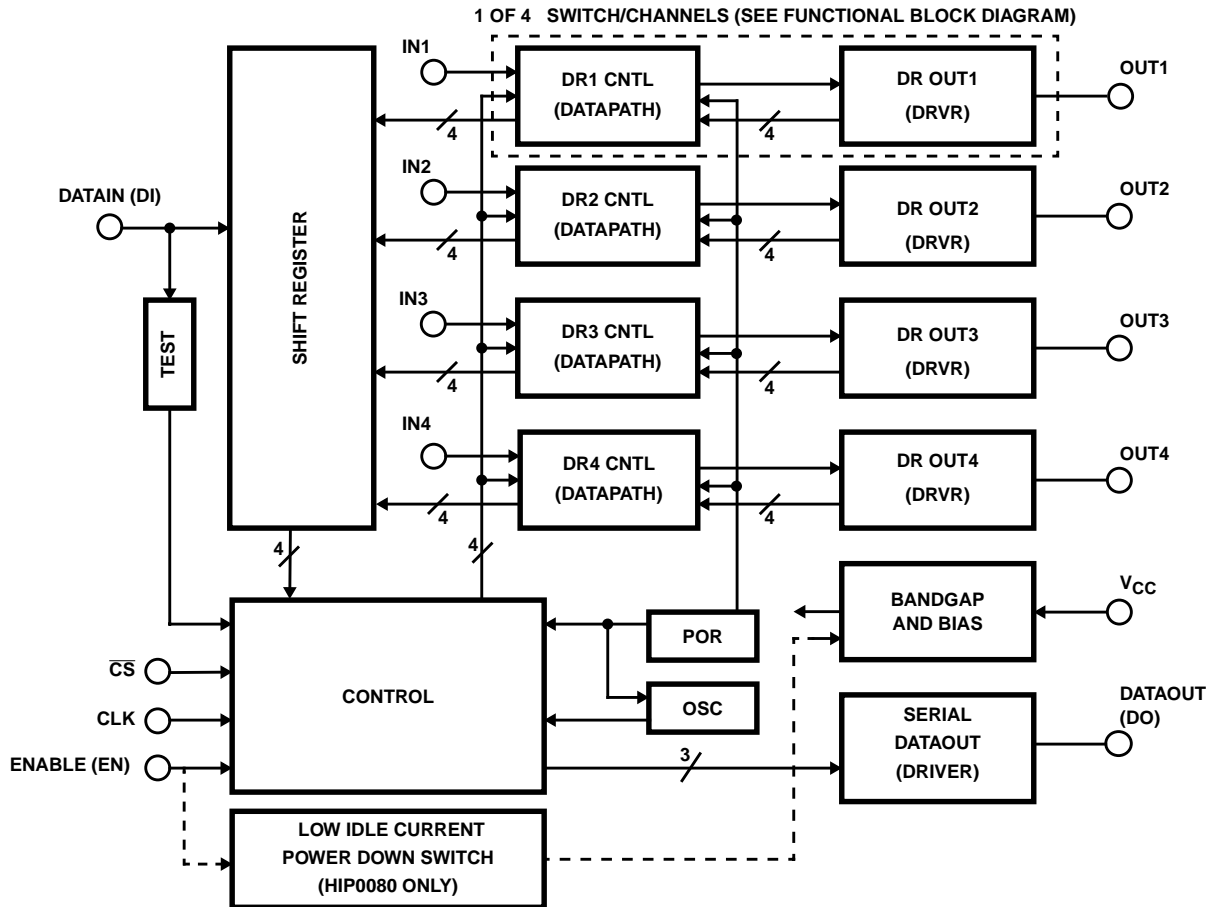 1 OF 4 SWITCH/CHANNELS (SEE FUNCTIONAL BLOCK DIAGRAM)
IN1
DR1 CNTL
(DATAPATH)
DR OUT1
(DRVR)
OUT1
4
4
IN2
DR2 CNTL
(DATAPATH)
DR OUT2
(DRVR)
OUT2
4
4
DATAIN (DI)
SHIFT REGISTER
TEST
IN3
DR3 CNTL
(DATAPATH)
DR OUT3
(DRVR)
OUT3
4
4
IN4
DR4 CNTL
(DATAPATH)
DR OUT4
(DRVR)
OUT4
4
4
4
4
BANDGAP
AND BIAS
VCC
POR
CS
CONTROL
OSC
CLK
ENABLE (EN)
3
SERIAL
DATAOUT
(DRIVER)
DATAOUT
(DO)
LOW IDLE CURRENT
POWER DOWN SWITCH
(HIP0080 ONLY)